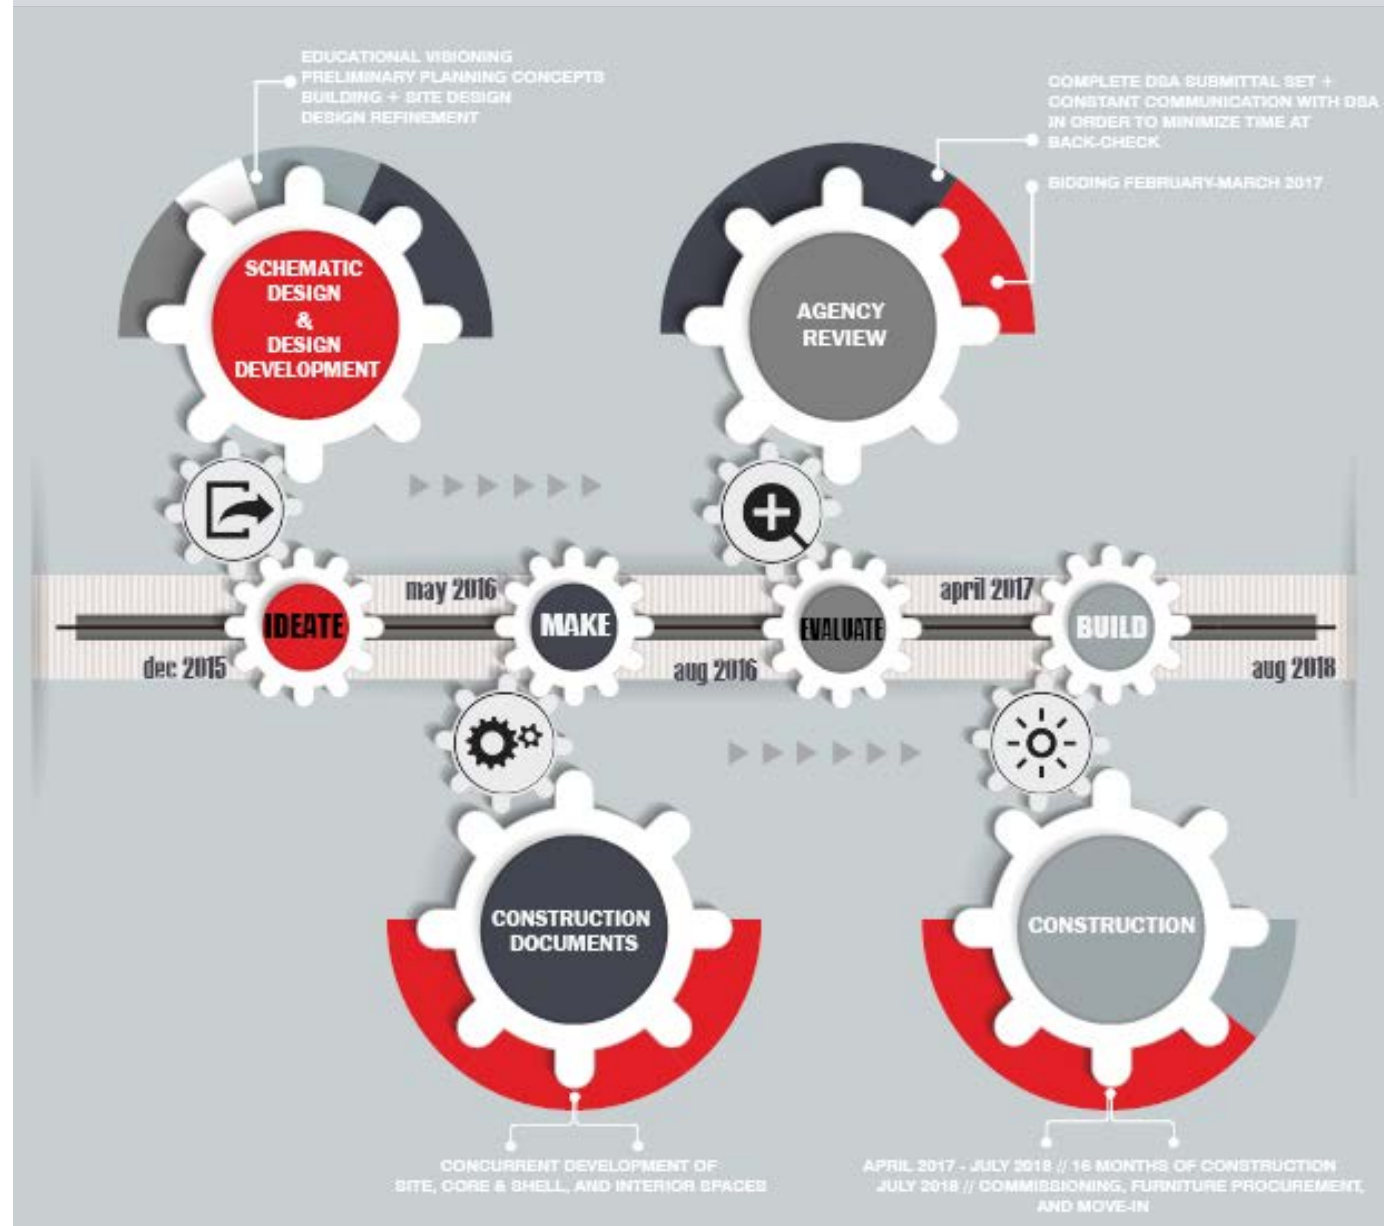 EDUCATIONAL VISIONING
PRELIMINARY PLANNING CONCEPTS
BUILDING + SITE DESIGN
DESIGN REFINEMENT
COMPLETE DSA SUBMITTAL SET +
CONSTANT COMMUNICATION WITH DSA
IN ORDER TO MINIMIZE TIME AT
BACK-CHECK
BIDDING FEBRUARY-MARCH 2017
SCHEMATIC
DESIGN
&
DESIGN
DEVELOPMENT
AGENCY
REVIEW
may 2016
april 2017
IDEATE
MAKE
EVALUATE
BUILD
dec 2015
aug 2016
aug 2018
CONSTRUCTION
DOCUMENTS
CONSTRUCTION
CONCURRENT DEVELOPMENT OF
SITE, CORE & SHELL, AND INTERIOR SPACES
APRIL 2017 - JULY 2018 // 16 MONTHS OF CONSTRUCTION
JULY 2018 // COMMISSIONING, FURNITURE PROCUREMENT,
AND MOVE-IN